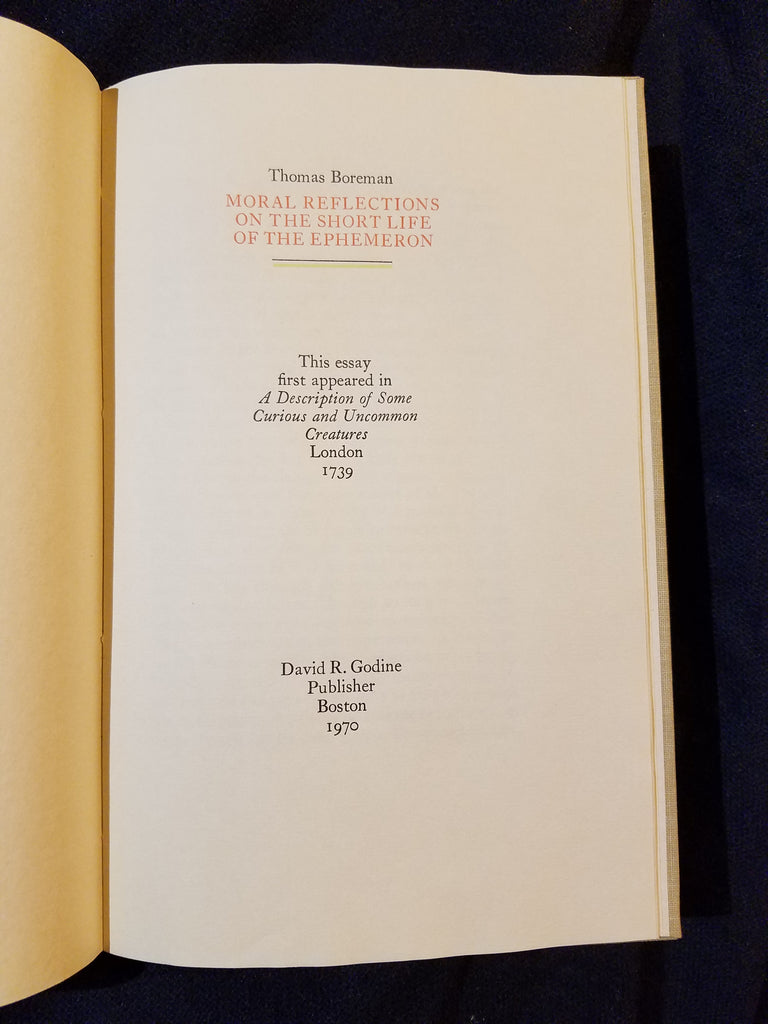 Thomas Boreman
MORAL REFLECTIONS
ON THE SHORT LIFE
OF THE EPHEMERON
This essay
first appeared in
A Description of Some
Curious and Uncommon
Creatures
London
1739
David R. Godine
Publisher
Boston
1970